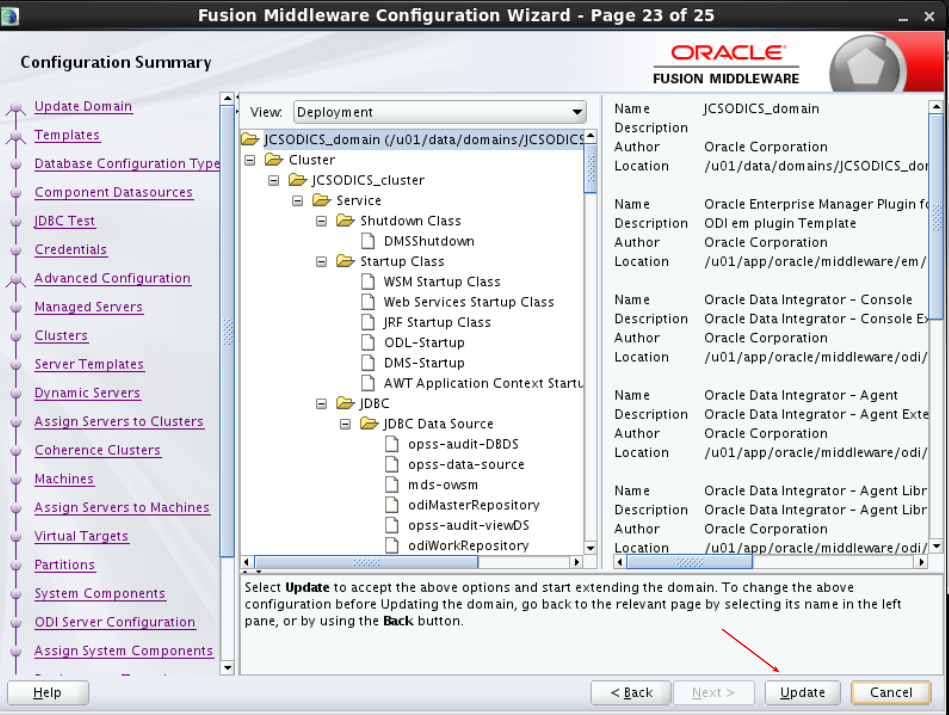 Fusion Middleware Configuration Wizard - Page 23 of 25
Configuration Summary
ORACLE
FUSION MIDDLEWARE
Update Domain
Templates
Database Configuration Type
Component Datasources
JDBC Test
Credentials
Advanced Configuration
Managed Servers
Clusters
Server Templates
Dynamic Servers
Assign Servers to Clusters
Coherence Clusters
Machines
Assign Servers to Machines
Virtual Targets
Partitions
System Components
ODI Server Configuration
Assign System Components
View: Deployment
JCSODICS_domain (/u01/data/domains/JCSODICS
Cluster
JCSODICS_cluster
Service
Shutdown Class
DMSShutdown
Startup Class
WSM Startup Class
Web Services Startup Class
JRF Startup Class
ODL-Startup
DMS-Startup
AWT Application Context Startu
JDBC
JDBC Data Source
opss-audit-DBDS
opss-data-source
mds-owsm
odiMasterRepository
opss-audit-viewDS
odiWorkRepository
Name JCSODICS_domain
Description
Author Oracle Corporation
Location /u01/data/domains/JCSODICS_dor
Name Oracle Enterprise Manager Plugin fo
Description ODI em plugin Template
Author Oracle Corporation
Location /u01/app/oracle/middleware/em/
Name Oracle Data Integrator - Console
Description Oracle Data Integrator - Console Ex
Author Oracle Corporation
Location /u01/app/oracle/middleware/odi/
Name Oracle Data Integrator - Agent
Description Oracle Data Integrator - Agent Exte
Author Oracle Corporation
Location /u01/app/oracle/middleware/odi/
Name Oracle Data Integrator - Agent Libr
Description Oracle Data Integrator - Agent Libr
Author Oracle Corporation
Location /u01/app/oracle/middleware/odi/
Select Update to accept the above options and start extending the domain. To change the above
configuration before Updating the domain, go back to the relevant page by selecting its name in the left
pane, or by using the Back button.
Help
< Back
Next >
Update
Cancel